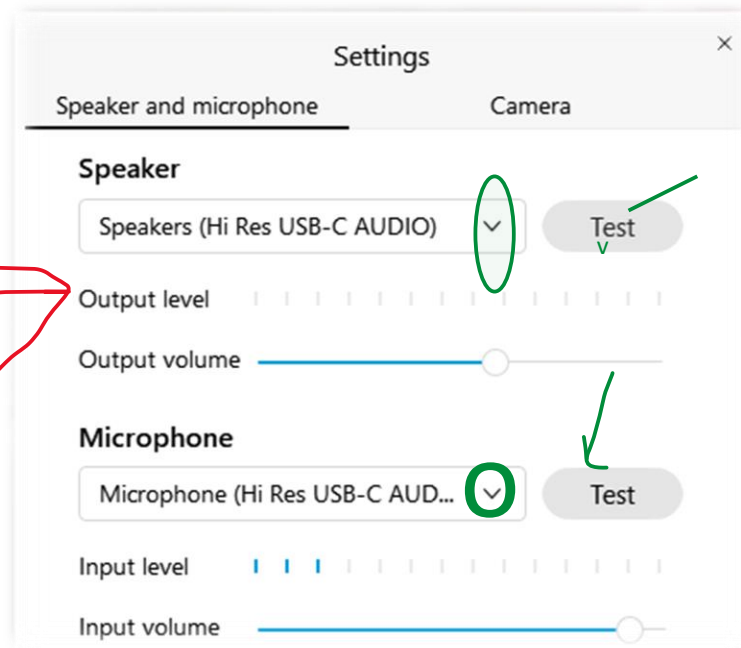 Settings
Speaker and microphone Camera
Speaker
Speakers (Hi Res USB-C AUDIO) Test
v
Output level
Output volume
Microphone
Microphone (Hi Res USB-C AUD... Test
Input level
Input volume